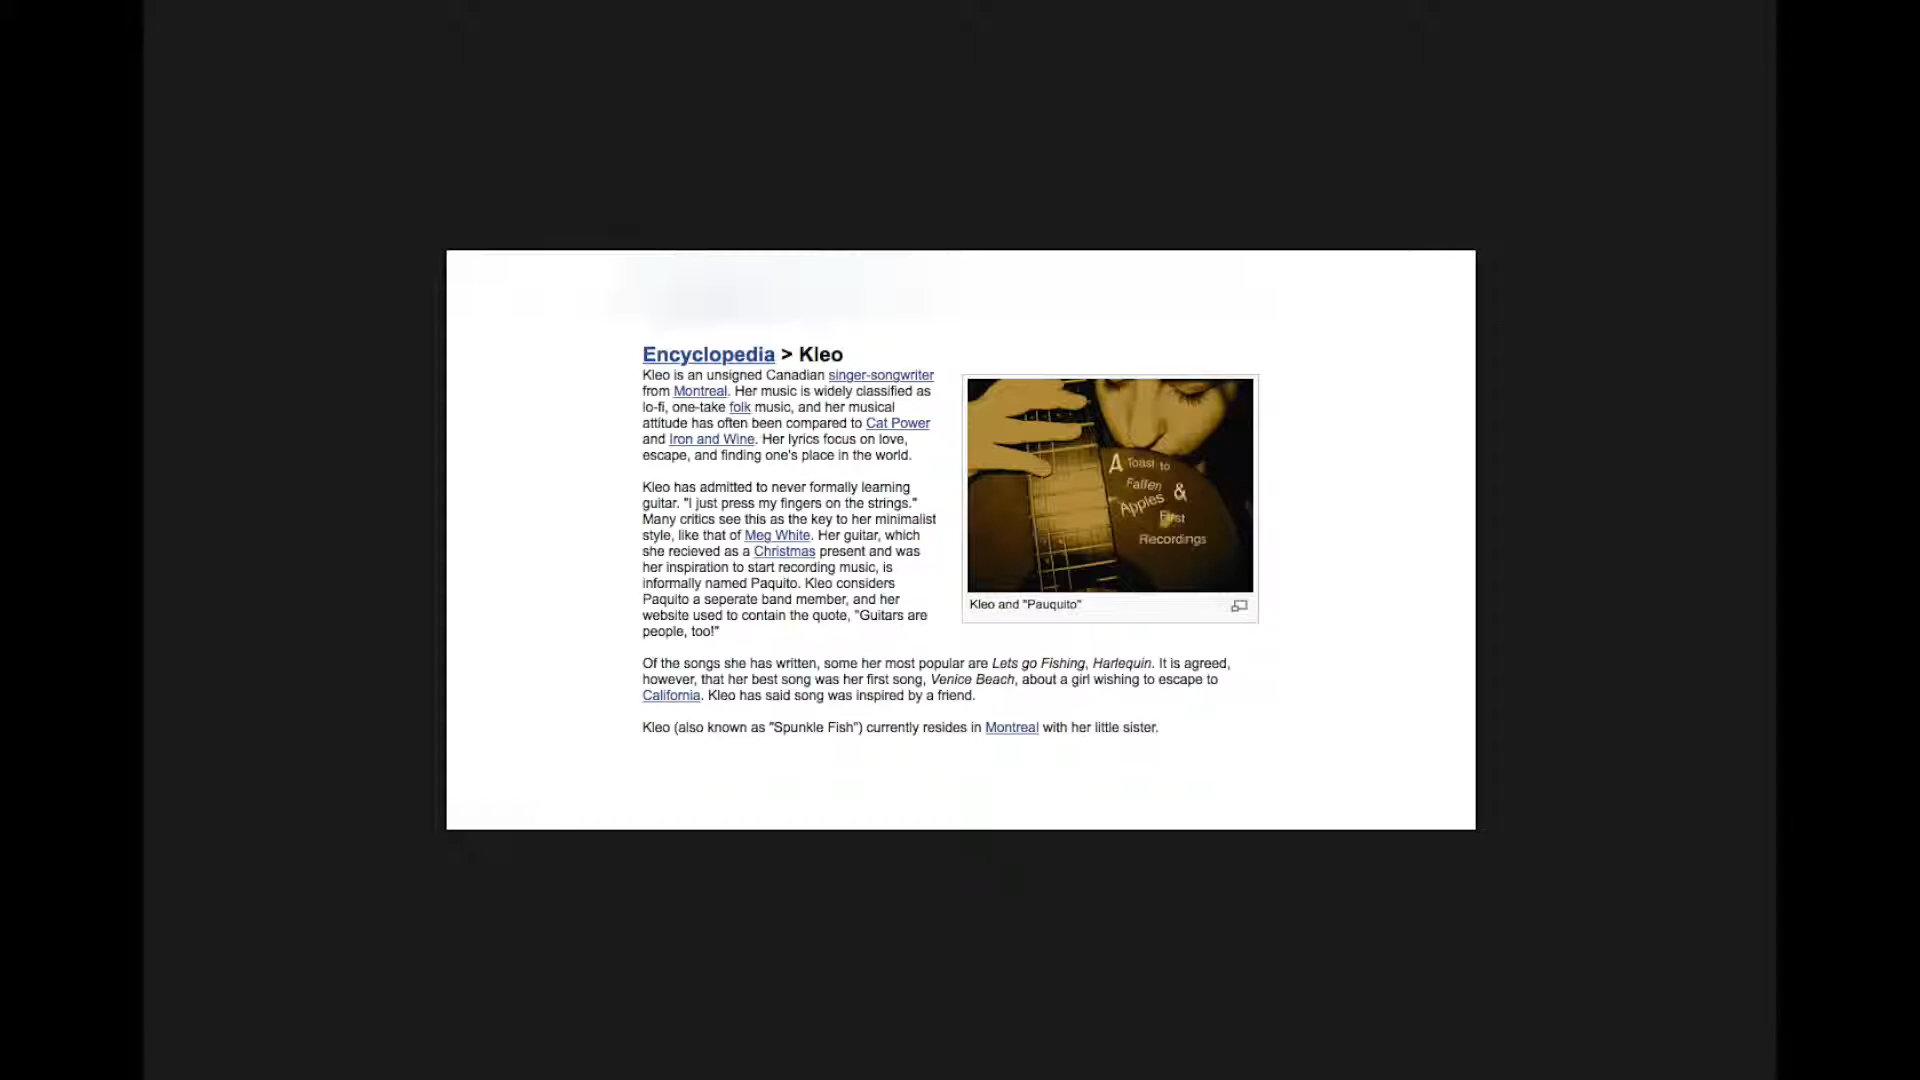 Encyclopedia > Kleo
Kleo is an unsigned Canadian singer-songwriter
from Montreal. Her music is widely classified as
lo-fi, one-take folk music, and her musical
attitude has often been compared to Cat Power
and Iron and Wine. Her lyrics focus on love,
escape, and finding one's place in the world.
Kleo has admitted to never formally learning
guitar. "I just press my fingers on the strings."
Many critics see this as the key to her minimalist
style, like that of Meg White. Her guitar, which
she recieved as a Christmas present and was
her inspiration to start recording music, is
informally named Paquito. Kleo considers
Paquito a seperate band member, and her
website used to contain the quote, "Guitars are
people, too!"
A Toast to
Fallen
Apples &
First
Recordings
Kleo and "Pauquito"
Of the songs she has written, some her most popular are Lets go Fishing, Harlequin. It is agreed,
however, that her best song was her first song, Venice Beach, about a girl wishing to escape to
California. Kleo has said song was inspired by a friend.
Kleo (also known as "Spunkle Fish") currently resides in Montreal with her little sister.